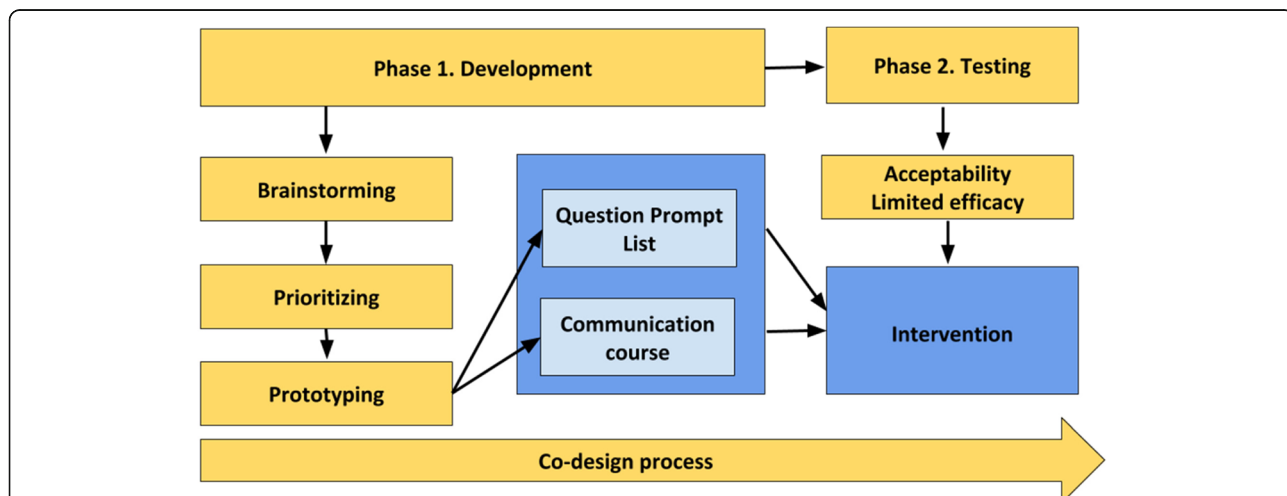 Phase 1. Development
Phase 2. Testing
Brainstorming
Prioritizing
Prototyping
Question Prompt
List
Communication
course
Acceptability
Limited efficacy
Intervention
Co-design process